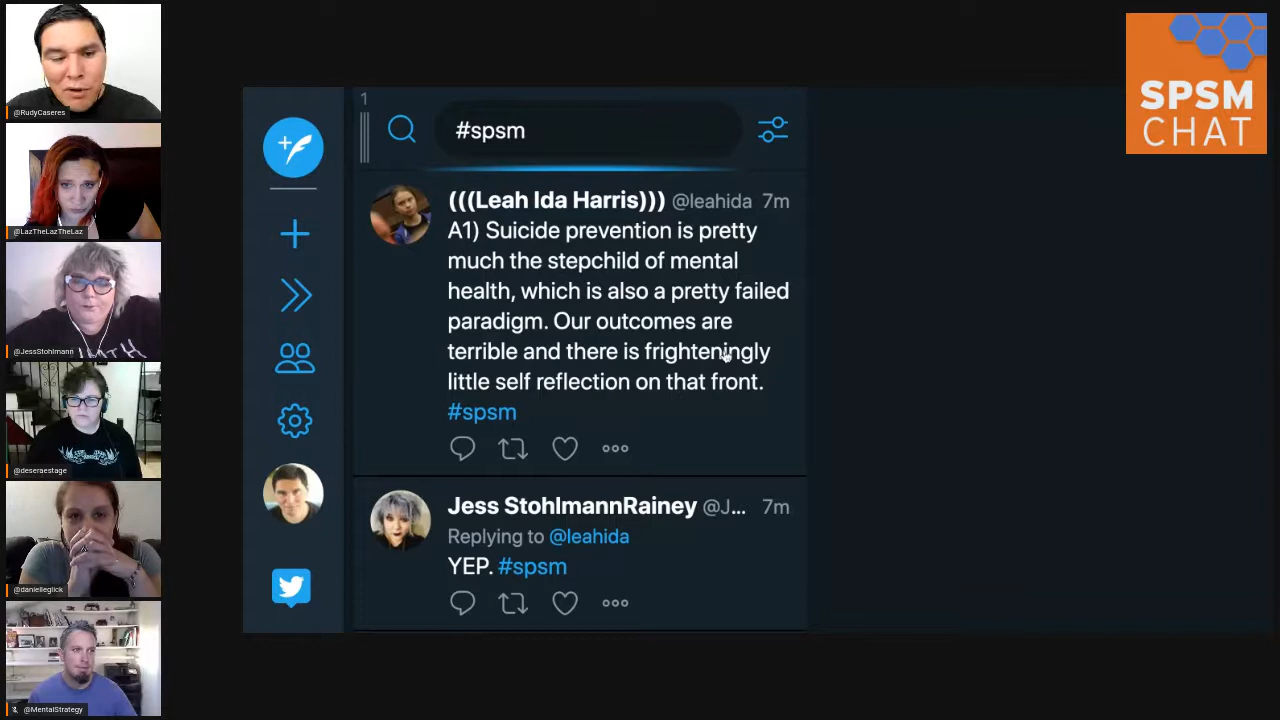 @RudyCaseres
@LazTheLazTheLaz
@JessStohlmann
@deseraestage
@danielleglick
@MentalStrategy
1
#spsm
(((Leah Ida Harris))) @leahida 7m
A1) Suicide prevention is pretty
much the stepchild of mental
health, which is also a pretty failed
paradigm. Our outcomes are
terrible and there is frighteningly
little self reflection on that front.
#spsm
Jess StohlmannRainey @J... 7m
Replying to @leahida
YEP. #spsm
SPSM
CHAT